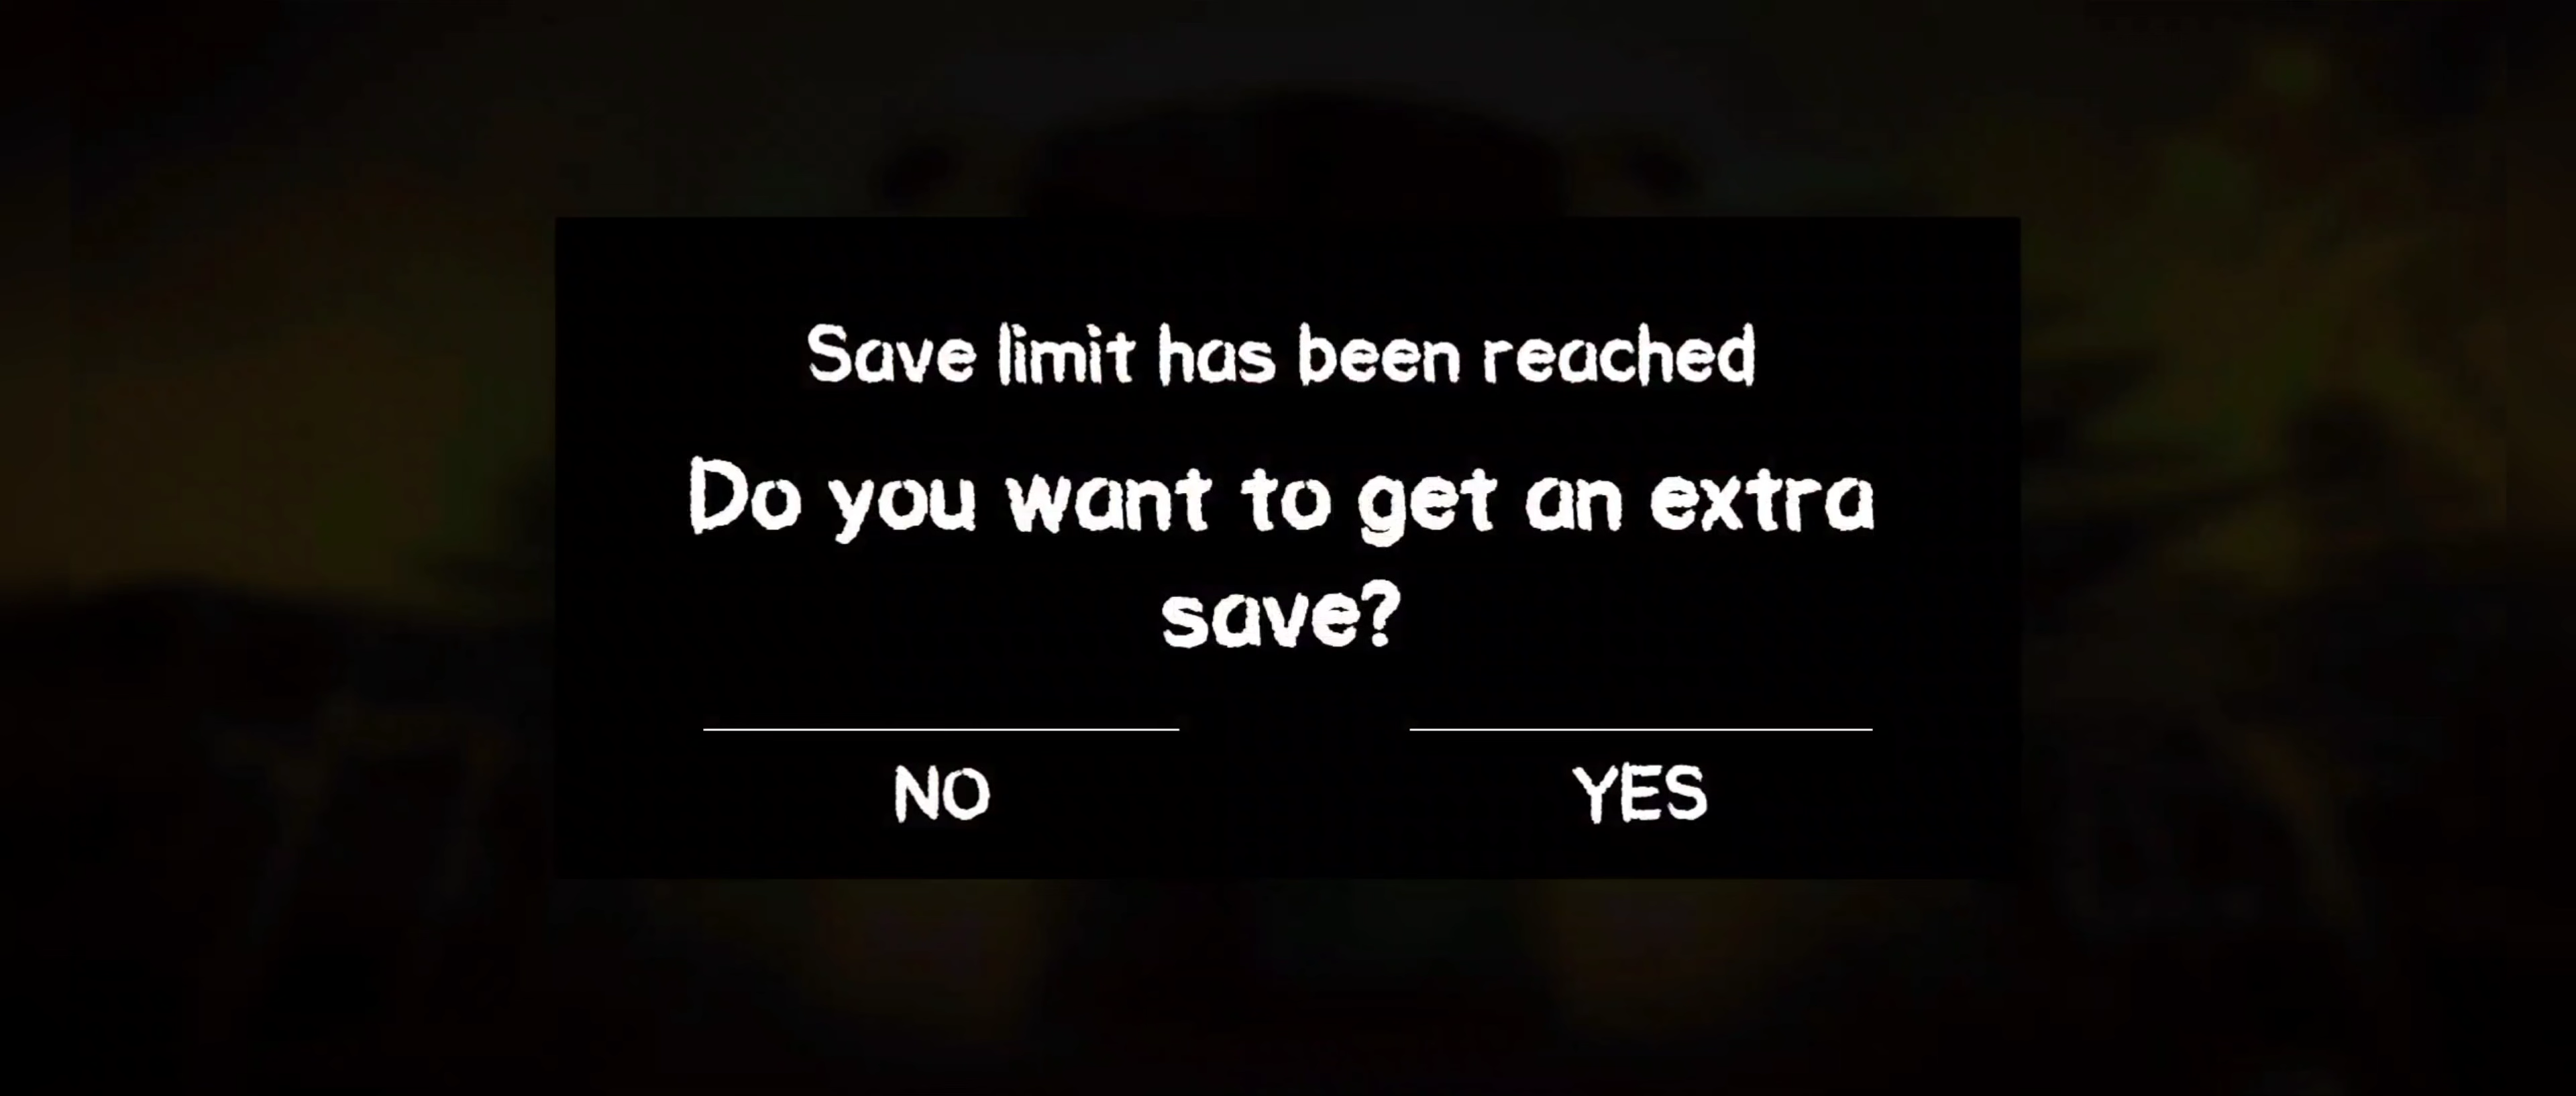 Save limit has been reached
Do you want to get an extra
save?
NO
YES